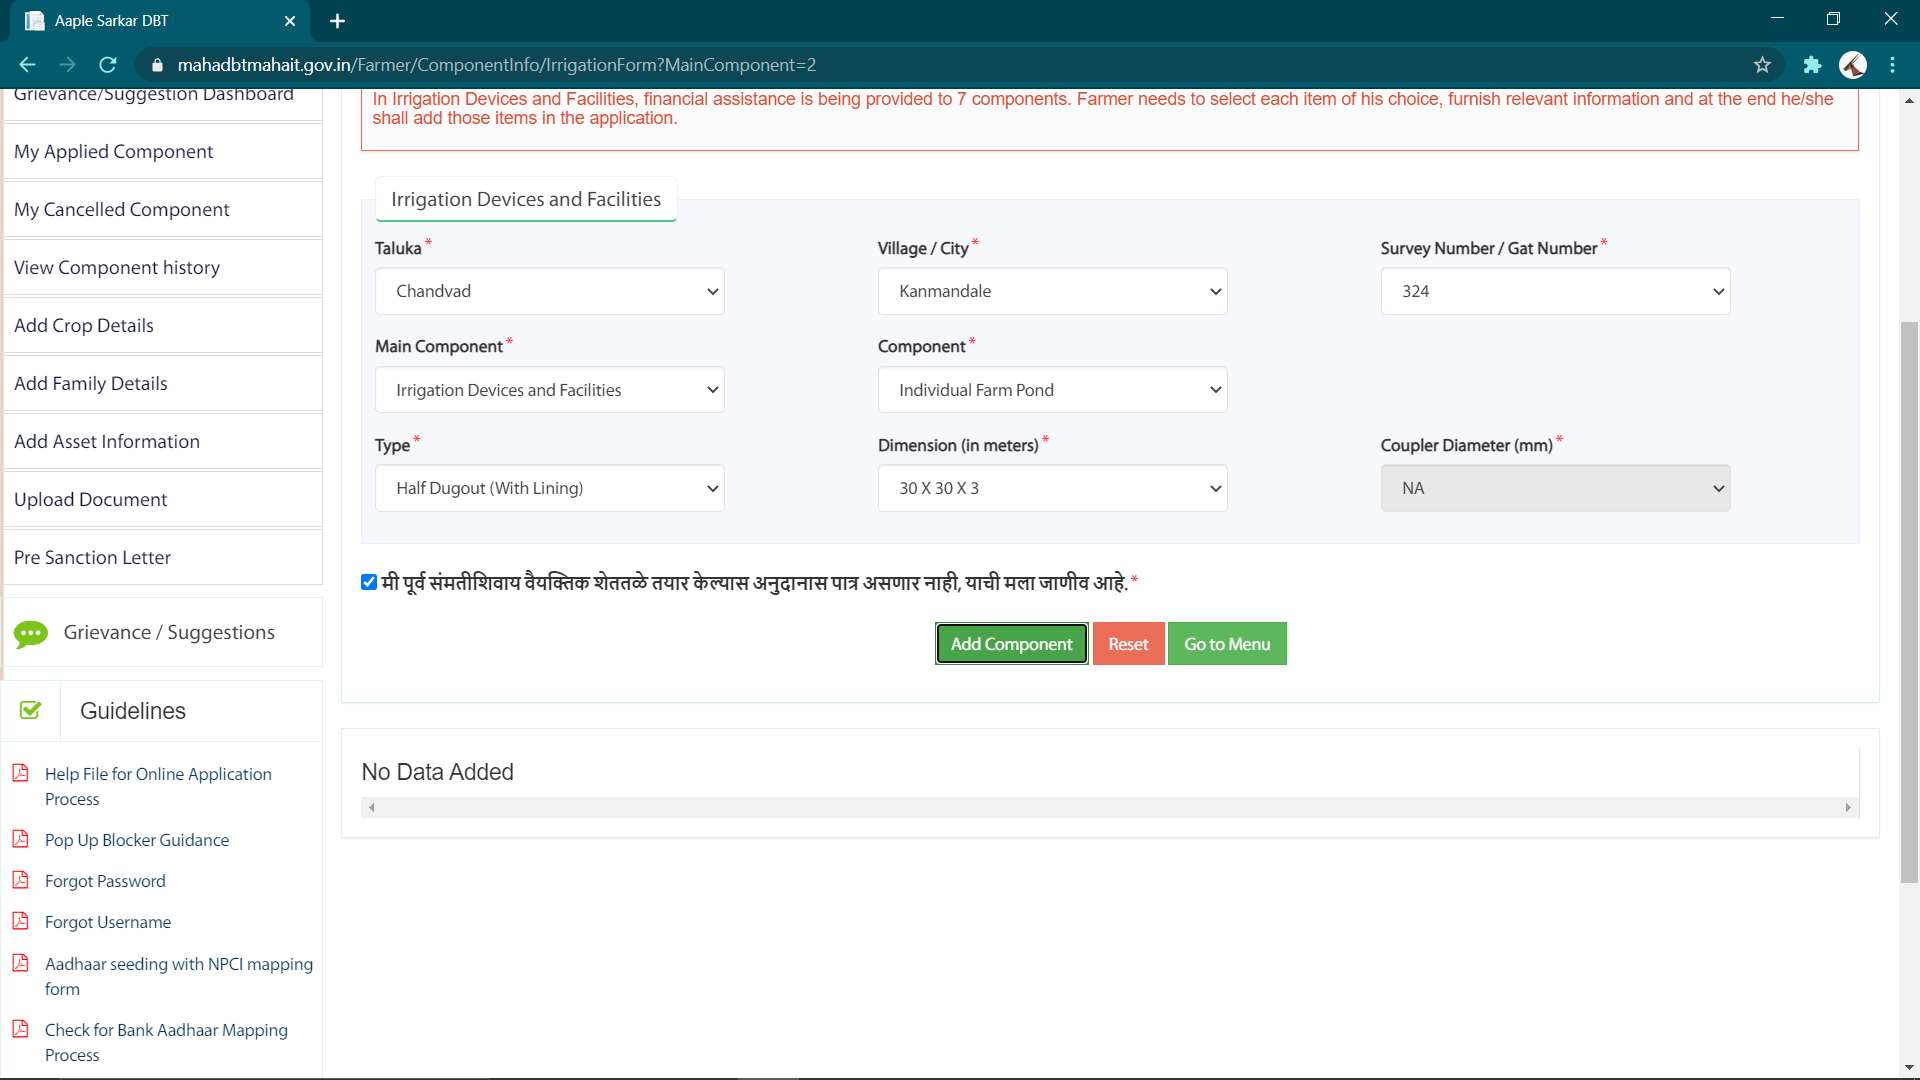 Aaple Sarkar DBT
mahadbtmahait.gov.in/Farmer/ComponentInfo/IrrigationForm?MainComponent=2
Grievance/Suggestion Dashboard
My Applied Component
My Cancelled Component
View Component history
Add Crop Details
Add Family Details
Add Asset Information
Upload Document
Pre Sanction Letter
Grievance / Suggestions
Guidelines
Help File for Online Application
Process
Pop Up Blocker Guidance
Forgot Password
Forgot Username
Aadhaar seeding with NPCI mapping
form
Check for Bank Aadhaar Mapping
Process
In Irrigation Devices and Facilities, financial assistance is being provided to 7 components. Farmer needs to select each item of his choice, furnish relevant information and at the end he/she
shall add those items in the application.
Irrigation Devices and Facilities
Taluka * Village / City * Survey Number / Gat Number *
Chandvad Kanmandale 324
Main Component * Component *
Irrigation Devices and Facilities Individual Farm Pond
Type * Dimension (in meters) * Coupler Diameter (mm) *
Half Dugout (With Lining) 30 X 30 X 3 NA
मी पूर्व संमतीशिवाय वैयक्तिक शेततळे तयार केल्यास अनुदानास पात्र असणार नाही, याची मला जाणीव आहे. *
Add Component Reset Go to Menu
No Data Added